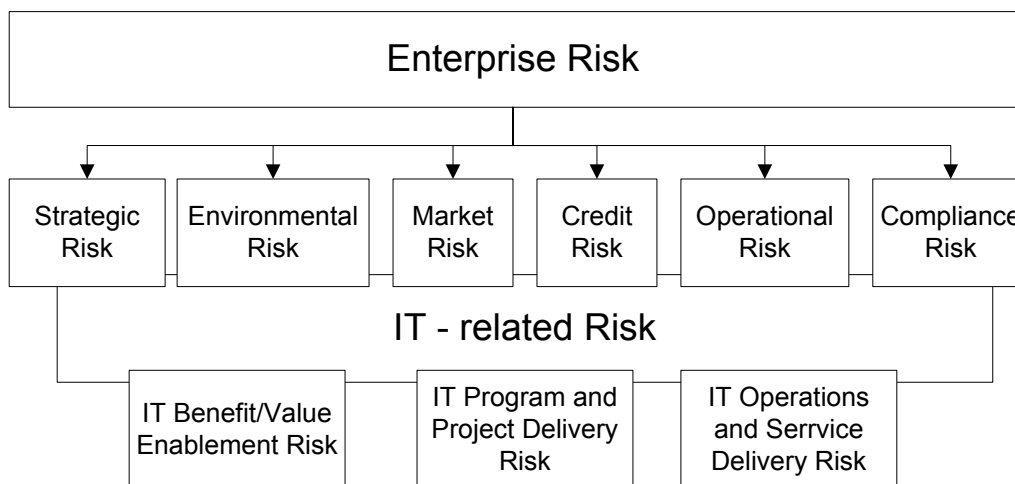 Enterprise Risk
Strategic
Risk
Environmental
Risk
Market
Risk
Credit
Risk
Operational
Risk
Compliance
Risk
IT - related Risk
IT Benefit/Value
Enablement Risk
IT Program and
Project Delivery
Risk
IT Operations
and Serrvice
Delivery Risk